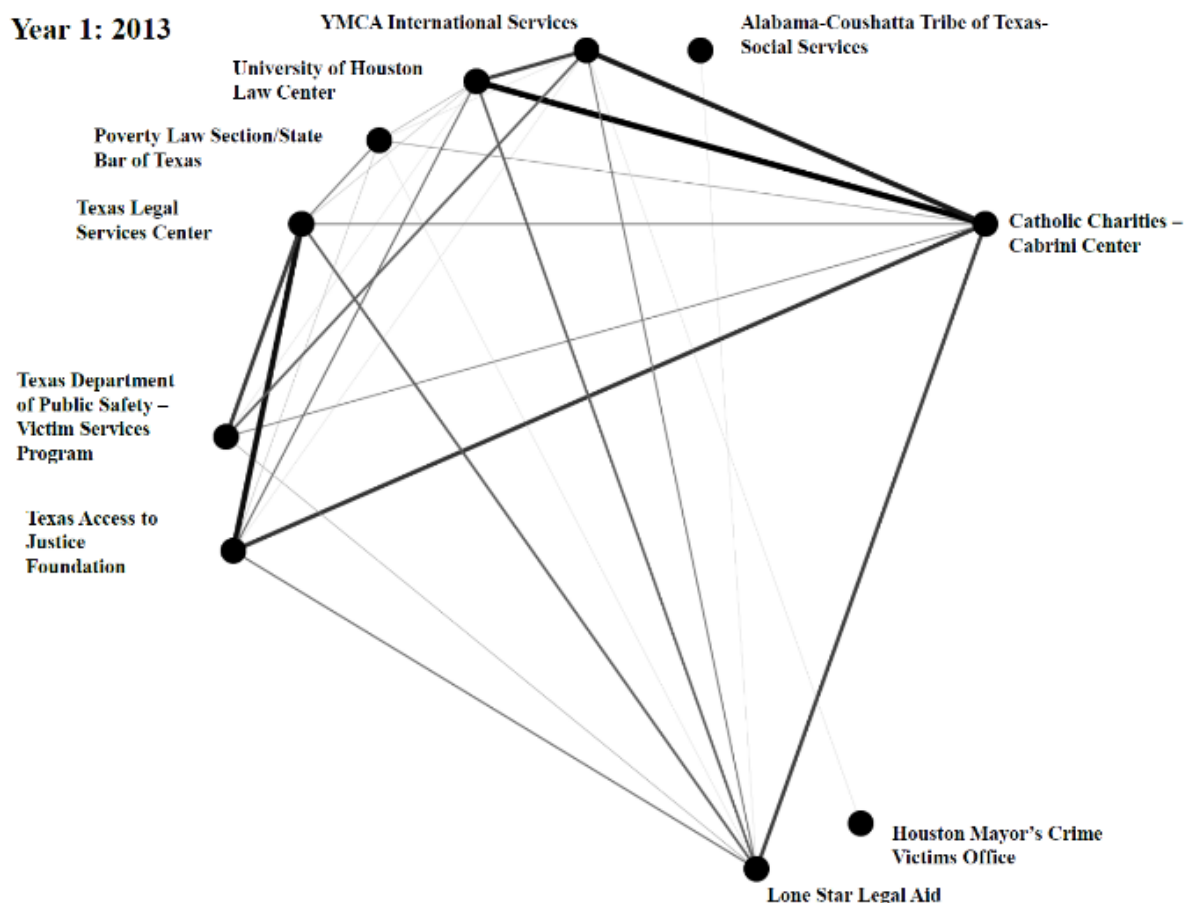 Year 1: 2013
YMCA International Services
Alabama-Coushatta Tribe of Texas-
Social Services
University of Houston
Law Center
Poverty Law Section/State
Bar of Texas
Texas Legal
Services Center
Catholic Charities –
Cabrini Center
Texas Department
of Public Safety –
Victim Services
Program
Texas Access to
Justice
Foundation
Houston Mayor’s Crime
Victims Office
Lone Star Legal Aid